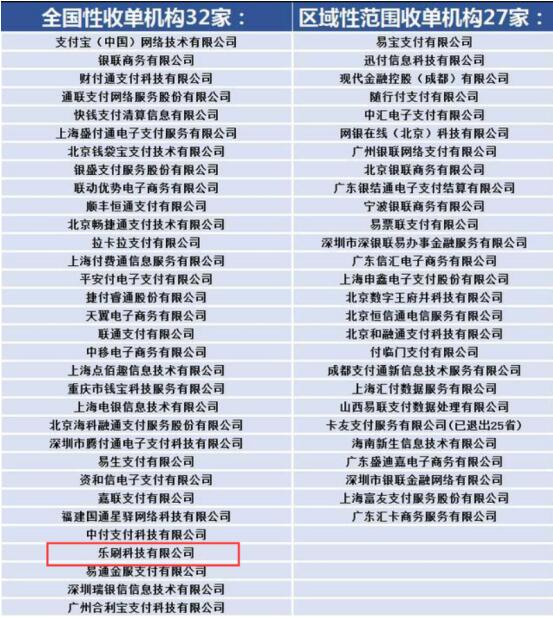 全国性收单机构32家：
支付宝（中国）网络技术有限公司
银联商务有限公司
财付通支付科技有限公司
通联支付网络服务股份有限公司
快钱支付清算信息有限公司
上海盛付通电子支付服务有限公司
北京钱袋宝支付技术有限公司
银盛支付服务股份有限公司
联动优势电子商务有限公司
顺丰恒通支付有限公司
北京畅捷通支付技术有限公司
拉卡拉支付有限公司
上海付费通信息服务有限公司
平安付电子支付有限公司
捷付睿通股份有限公司
天翼电子商务有限公司
联通支付有限公司
中移电子商务有限公司
上海点佰趣信息技术有限公司
重庆市钱宝科技服务有限公司
上海电银信息技术有限公司
北京海科融通支付服务股份有限公司
深圳市腾付通电子支付科技有限公司
易生支付有限公司
资和信电子支付有限公司
嘉联支付有限公司
福建国通星驿网络科技有限公司
中付支付科技有限公司
乐刷科技有限公司
易通金服支付有限公司
深圳瑞银信信息技术有限公司
广州合利宝支付科技有限公司
区域性范围收单机构27家：
易宝支付有限公司
迅付信息科技有限公司
现代金融控股（成都）有限公司
随行付支付有限公司
中汇电子支付有限公司
网银在线（北京）科技有限公司
广州银联网络支付有限公司
北京银联商务有限公司
广东银结通电子支付结算有限公司
宁波银联商务有限公司
易票联支付有限公司
深圳市深银联易办事金融服务有限公司
广东信汇电子商务有限公司
上海申鑫电子支付股份有限公司
北京数字王府井科技有限公司
北京恒信通电信服务有限公司
北京和融通支付科技有限公司
付临门支付有限公司
成都支付通新信息技术服务有限公司
上海汇付数据服务有限公司
山西易联支付数据处理有限公司
卡友支付服务有限公司(已退出25省)
海南新生信息技术有限公司
广东盛迪嘉电子商务有限公司
深圳市银联金融网络有限公司
上海富友支付服务股份有限公司
广东汇卡商务服务有限公司